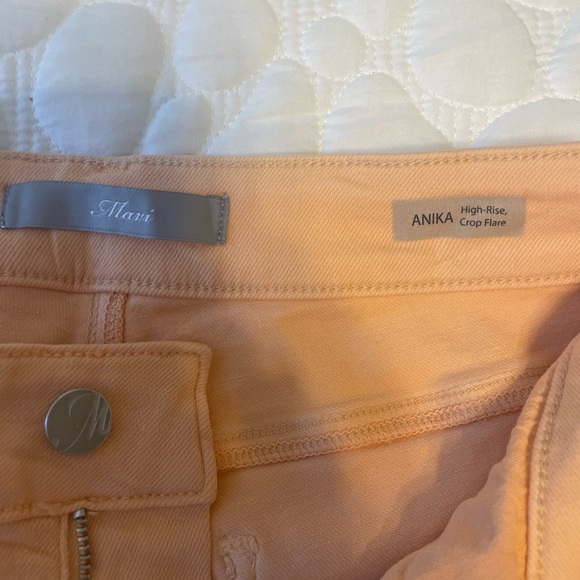 Mavi
ANIKA High-Rise,
Crop Flare
M